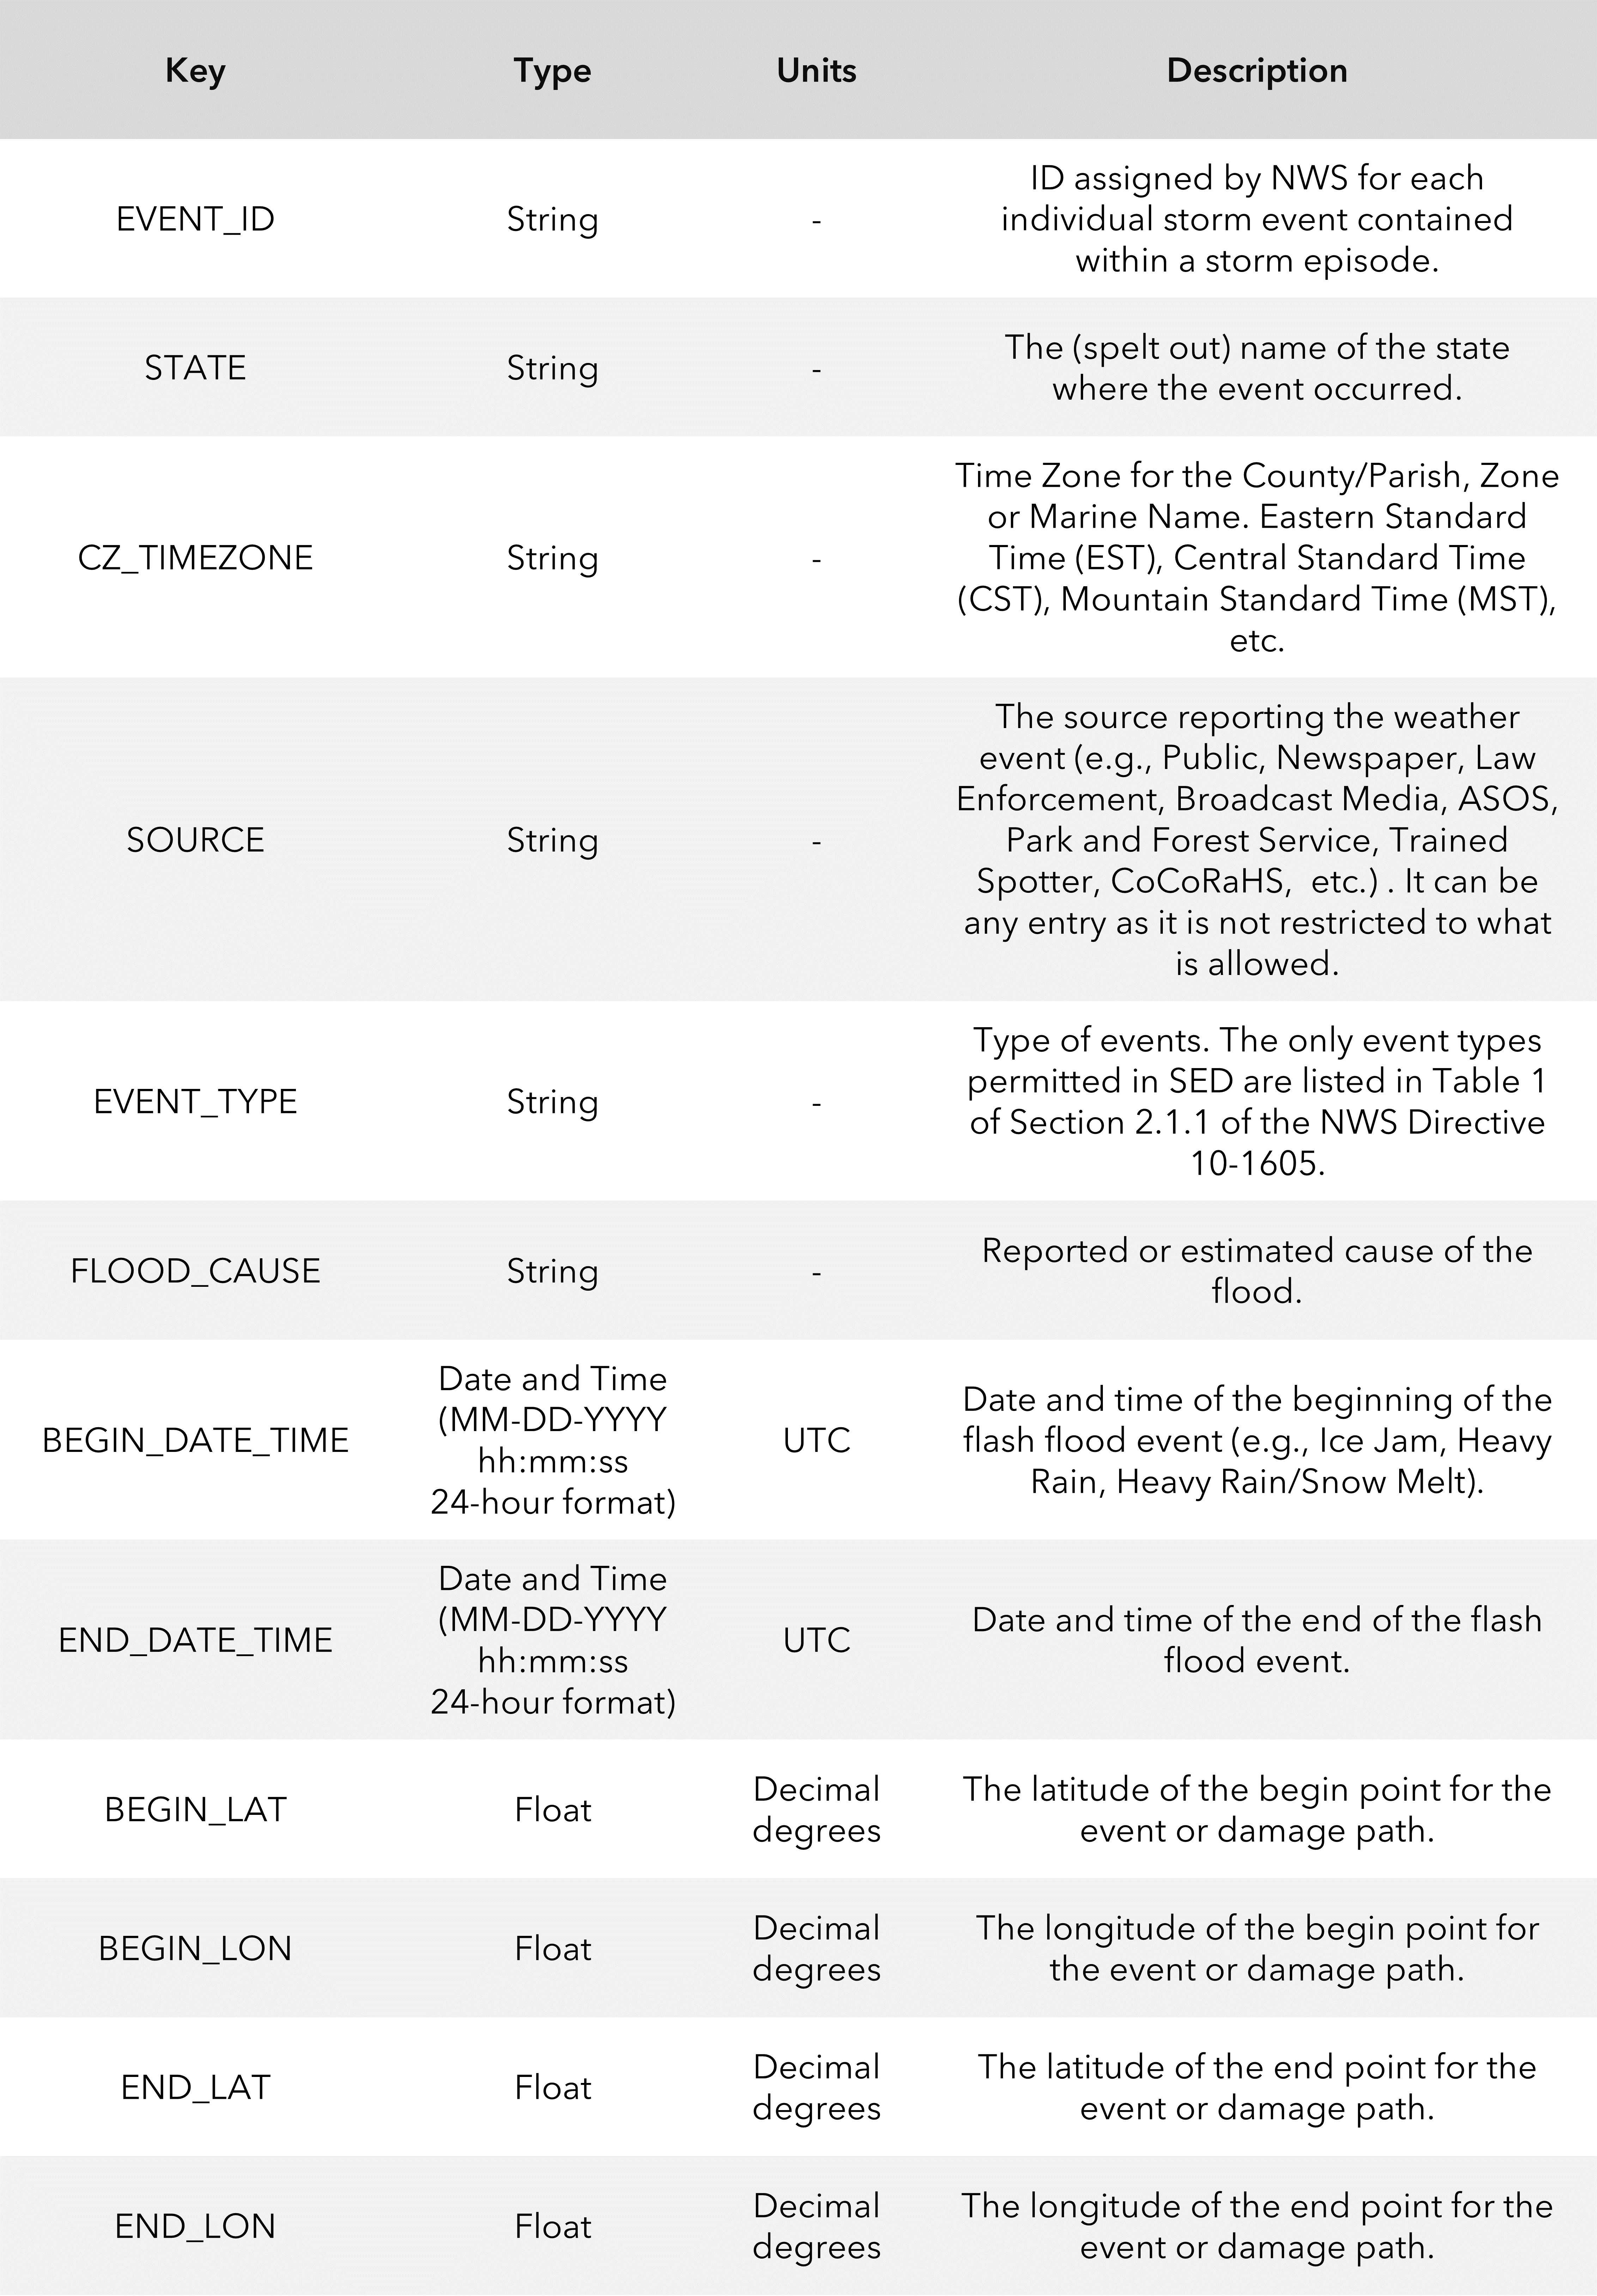 Key Type Units Description
ID assigned by NWS for each
EVENT_ID String - individual storm event contained
within a storm episode.
The (spelt out) name of the state
STATE String -
where the event occurred.
Time Zone for the County/Parish, Zone
or Marine Name. Eastern Standard
CZ_TIMEZONE String - Time (EST), Central Standard Time
(CST), Mountain Standard Time (MST),
etc.
The source reporting the weather
event (e.g., Public, Newspaper, Law
Enforcement, Broadcast Media, ASOS,
SOURCE String - Park and Forest Service, Trained
Spotter, CoCoRaHS, etc.) . It can be
any entry as it is not restricted to what
is allowed.
Type of events. The only event types
permitted in SED are listed in Table 1
EVENT_TYPE String -
of Section 2.1.1 of the NWS Directive
10-1605.
Reported or estimated cause of the
FLOOD_CAUSE String -
flood.
Date and Time
(MM-DD-YYYY Date and time of the beginning of the
BEGIN_DATE_TIME UTC flash flood event (e.g., Ice Jam, Heavy
hh:mm:ss Rain, Heavy Rain/Snow Melt).
24-hour format)
Date and Time
(MM-DD-YYYY Date and time of the end of the flash
END_DATE_TIME UTC
hh:mm:ss flood event.
24-hour format)
Decimal The latitude of the begin point for the
BEGIN_LAT Float
degrees event or damage path.
Decimal The longitude of the begin point for
BEGIN_LON Float
degrees the event or damage path.
Decimal The latitude of the end point for the
END_LAT Float
degrees event or damage path.
Decimal The longitude of the end point for the
END_LON Float
degrees event or damage path.